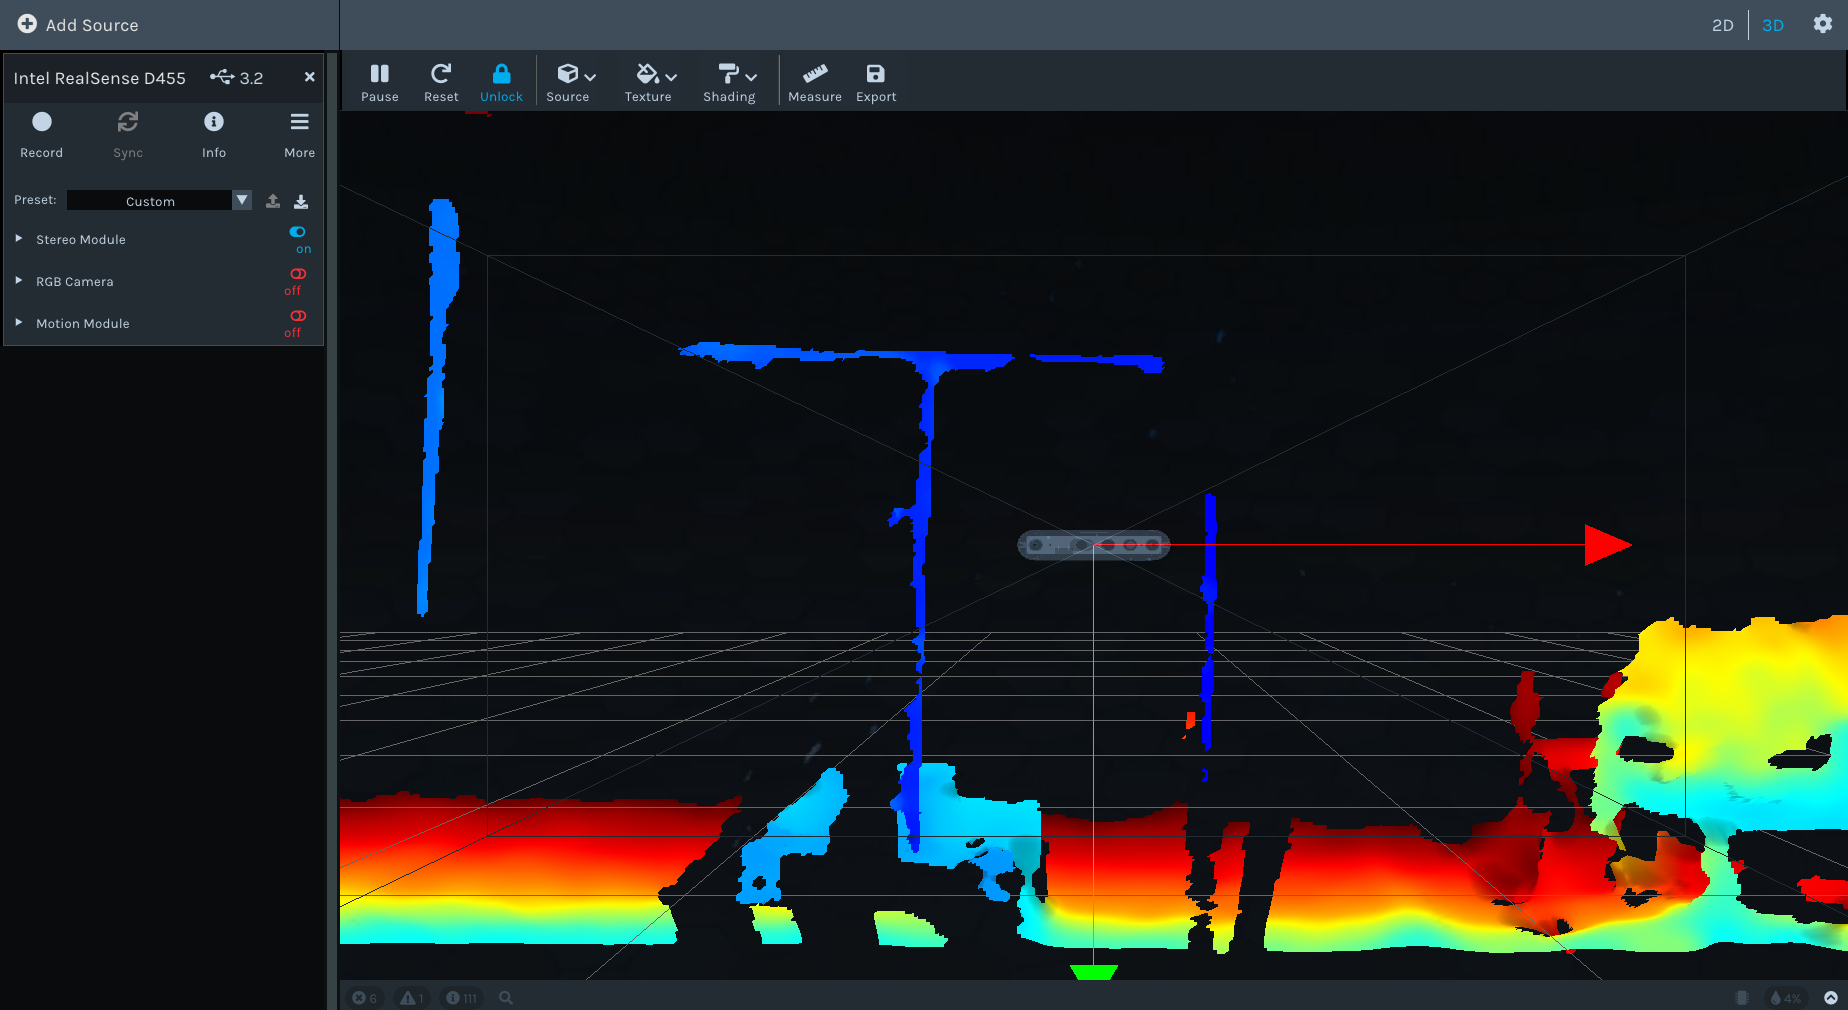 Add Source
2D 3D
Intel RealSense D455 3.2
Pause Reset Unlock Source Texture Shading Measure Export
Record Sync Info More
Preset: Custom
Stereo Module on
RGB Camera off
Motion Module off
6 1 111 4%